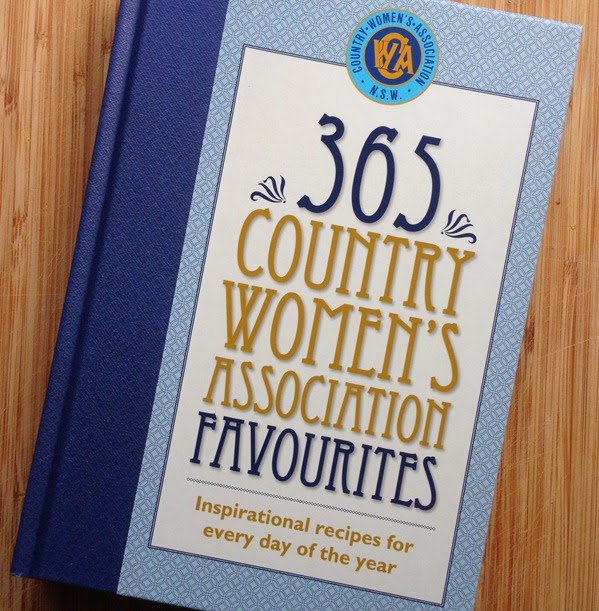 COUNTRY·WOMEN'S·ASSOCIATION
· N.S.W. ·
CWA
365
COUNTRY
WOMEN'S
ASSOCIATION
FAVOURITES
Inspirational recipes for
every day of the year